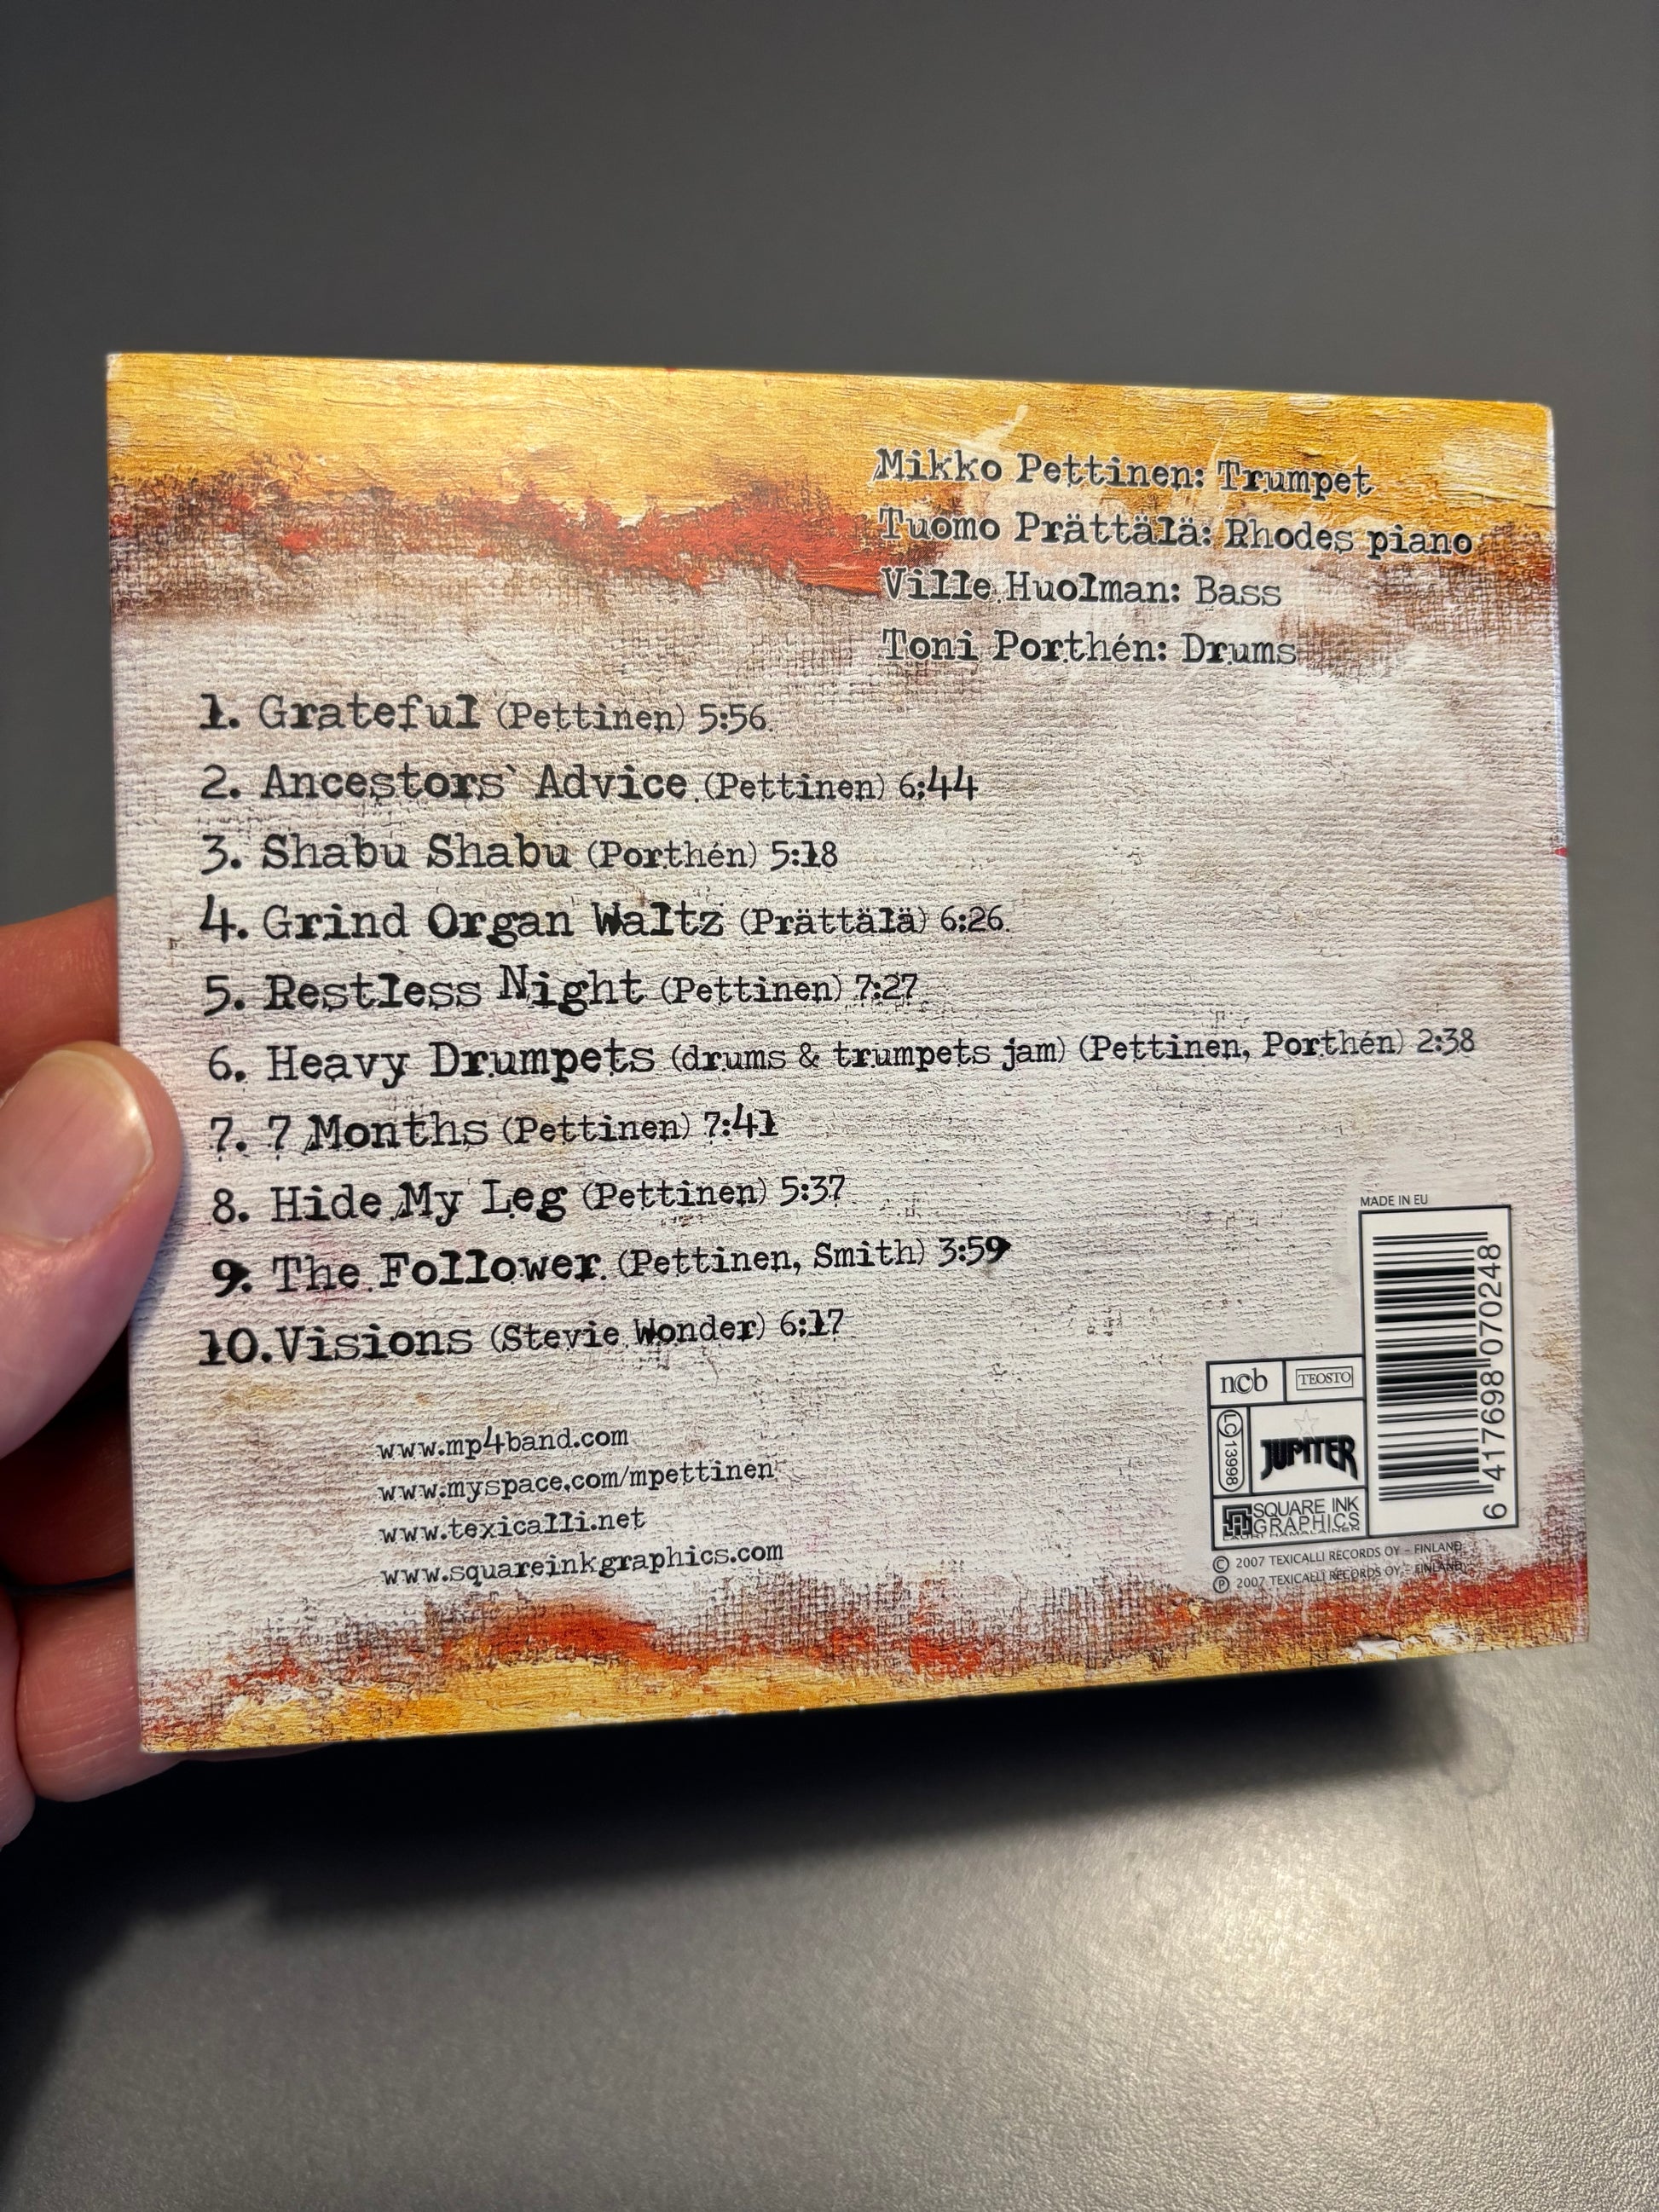 Mikko Pettinen: Trumpet
Tuomo Prättälä: Rhodes piano
Ville Huolman: Bass
Toni Porthén: Drums
1. Grateful (Pettinen) 5:56
2. Ancestors` Advice (Pettinen) 6:44
3. Shabu Shabu (Porthén) 5:18
4. Grind Organ Waltz (Prättälä) 6:26
5. Restless Night (Pettinen) 7:27
6. Heavy Drumpets (drums & trumpets jam) (Pettinen, Porthén) 2:38
7. 7 Months (Pettinen) 7:41
8. Hide My Leg (Pettinen) 5:37
9. The Follower (Pettinen, Smith) 3:59
10. Visions (Stevie Wonder) 6:17
www.mp4band.com
www.myspace.com/mpettinen
www.texicalli.net
www.squareinkgraphics.com
MADE IN EU
6 417698 070248
ncb
TEOSTO
LC 13998
JUPITER
SQUARE INK
GRAPHICS
© 2007 TEXICALLI RECORDS OY - FINLAND
℗ 2007 TEXICALLI RECORDS OY - FINLAND